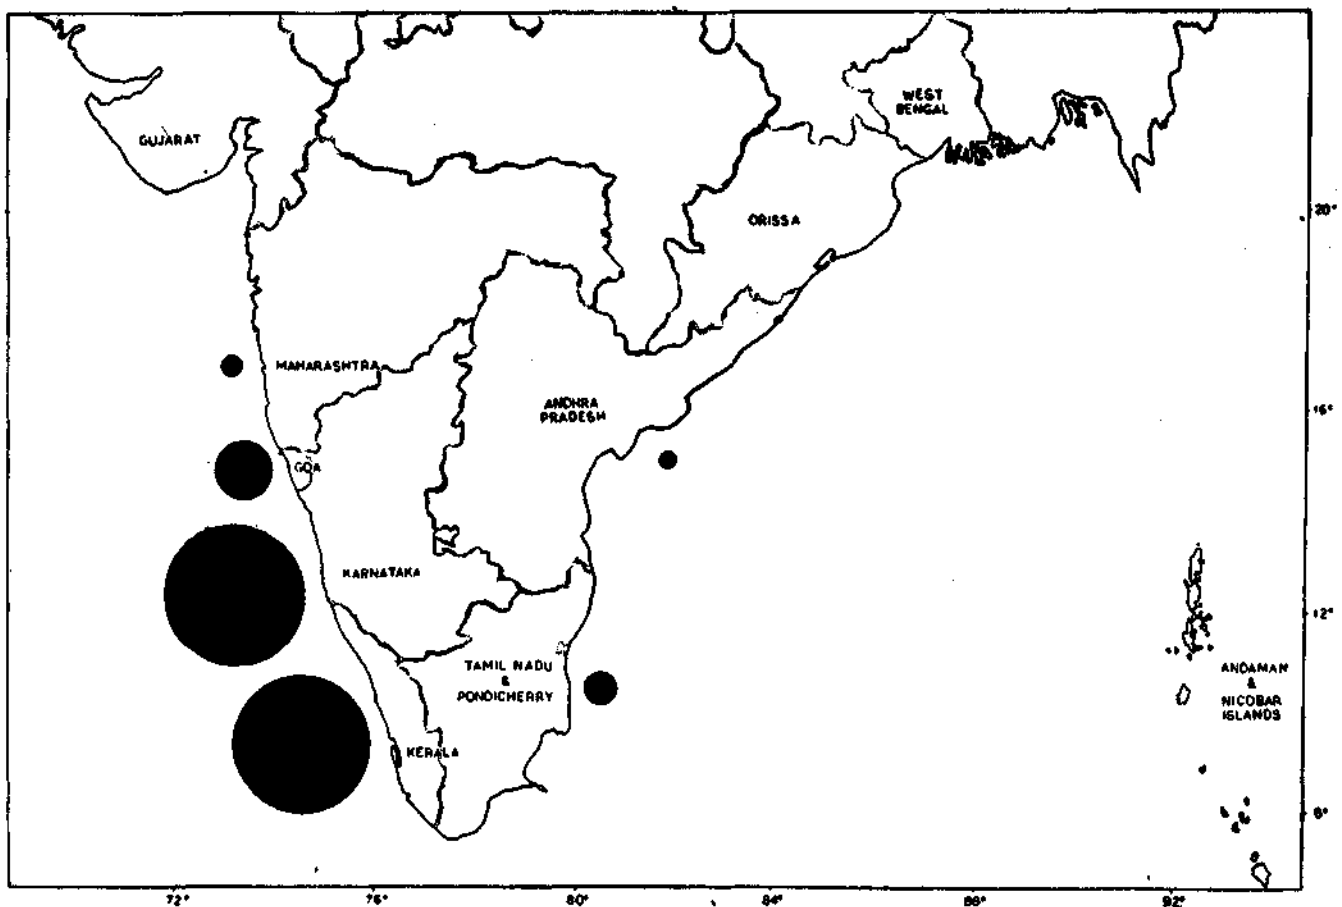 WEST
BENGAL
GUJARAT
20°
ORISSA
MAHARASHTRA
ANDHRA
PRADESH
16°
GOA
KARNATAKA
12°
TAMIL NADU
&
PONDICHERRY
ANDAMAN
&
NICOBAR
ISLANDS
KERALA
8°
72° 76° 80° 84° 88° 92°